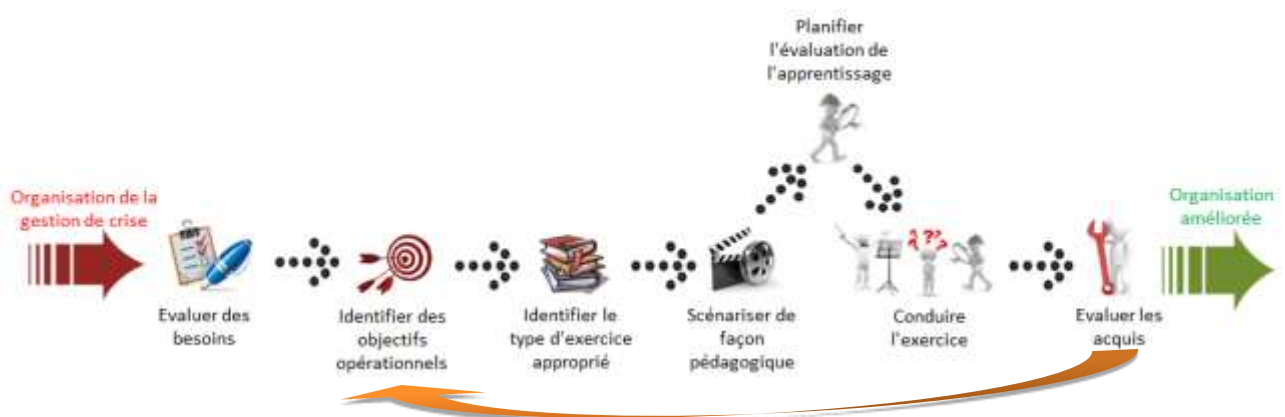 Organisation de la
gestion de crise
Evaluer des
besoins
Identifier des
objectifs
opérationnels
Identifier le
type d'exercice
approprié
Scénariser de
façon
pédagogique
Planifier
l'évaluation de
l'apprentissage
???
Conduire
l'exercice
Evaluer les
acquis
Organisation
améliorée